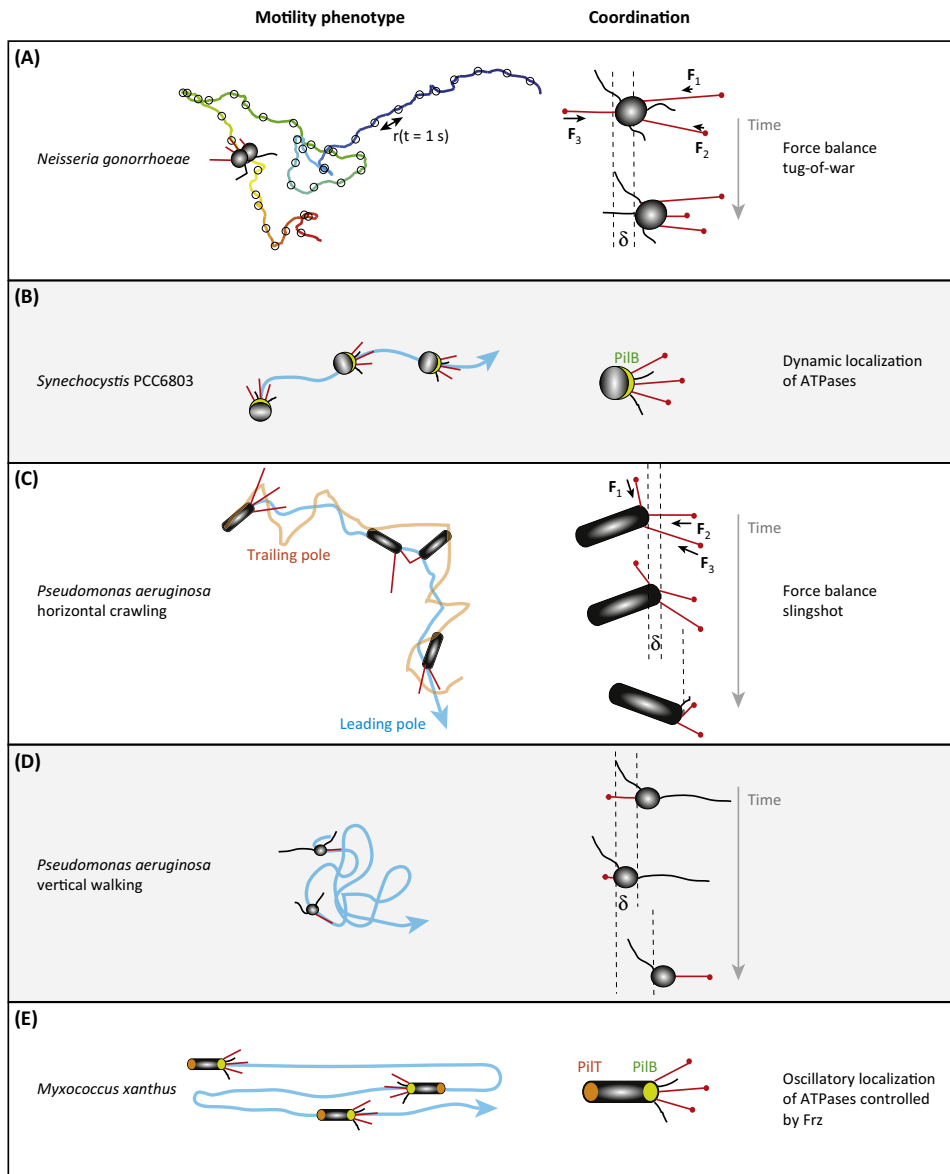 Motility phenotype
Coordination
(A)
Neisseria gonorrhoeae
r(t = 1 s)
F1
F3
F2
δ
Time
Force balance
tug-of-war
(B)
Synechocystis PCC6803
PilB
Dynamic localization
of ATPases
(C)
Pseudomonas aeruginosa
horizontal crawling
Trailing pole
Leading pole
F1
F2
F3
δ
Time
Force balance
slingshot
(D)
Pseudomonas aeruginosa
vertical walking
δ
Time
(E)
Myxococcus xanthus
PilT
PilB
Oscillatory localization
of ATPases controlled
by Frz